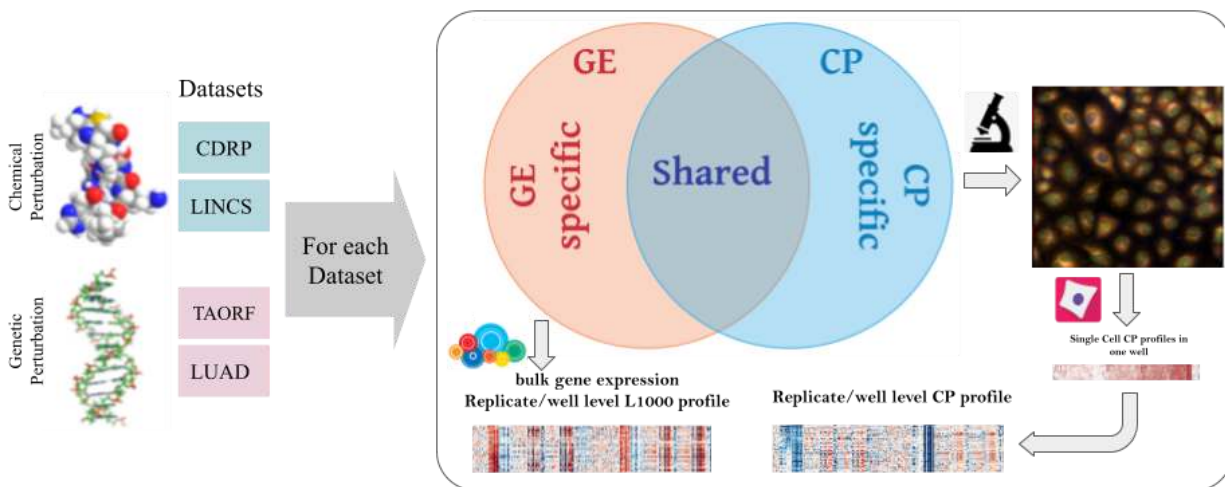 Datasets
Chemical
Perturbation
CDRP
LINCS
Genetic
Perturbation
TAORF
LUAD
For each
Dataset
GE
GE
specific
Shared
CP
CP
specific
Single Cell CP profiles in
one well
bulk gene expression
Replicate/well level L1000 profile
Replicate/well level CP profile